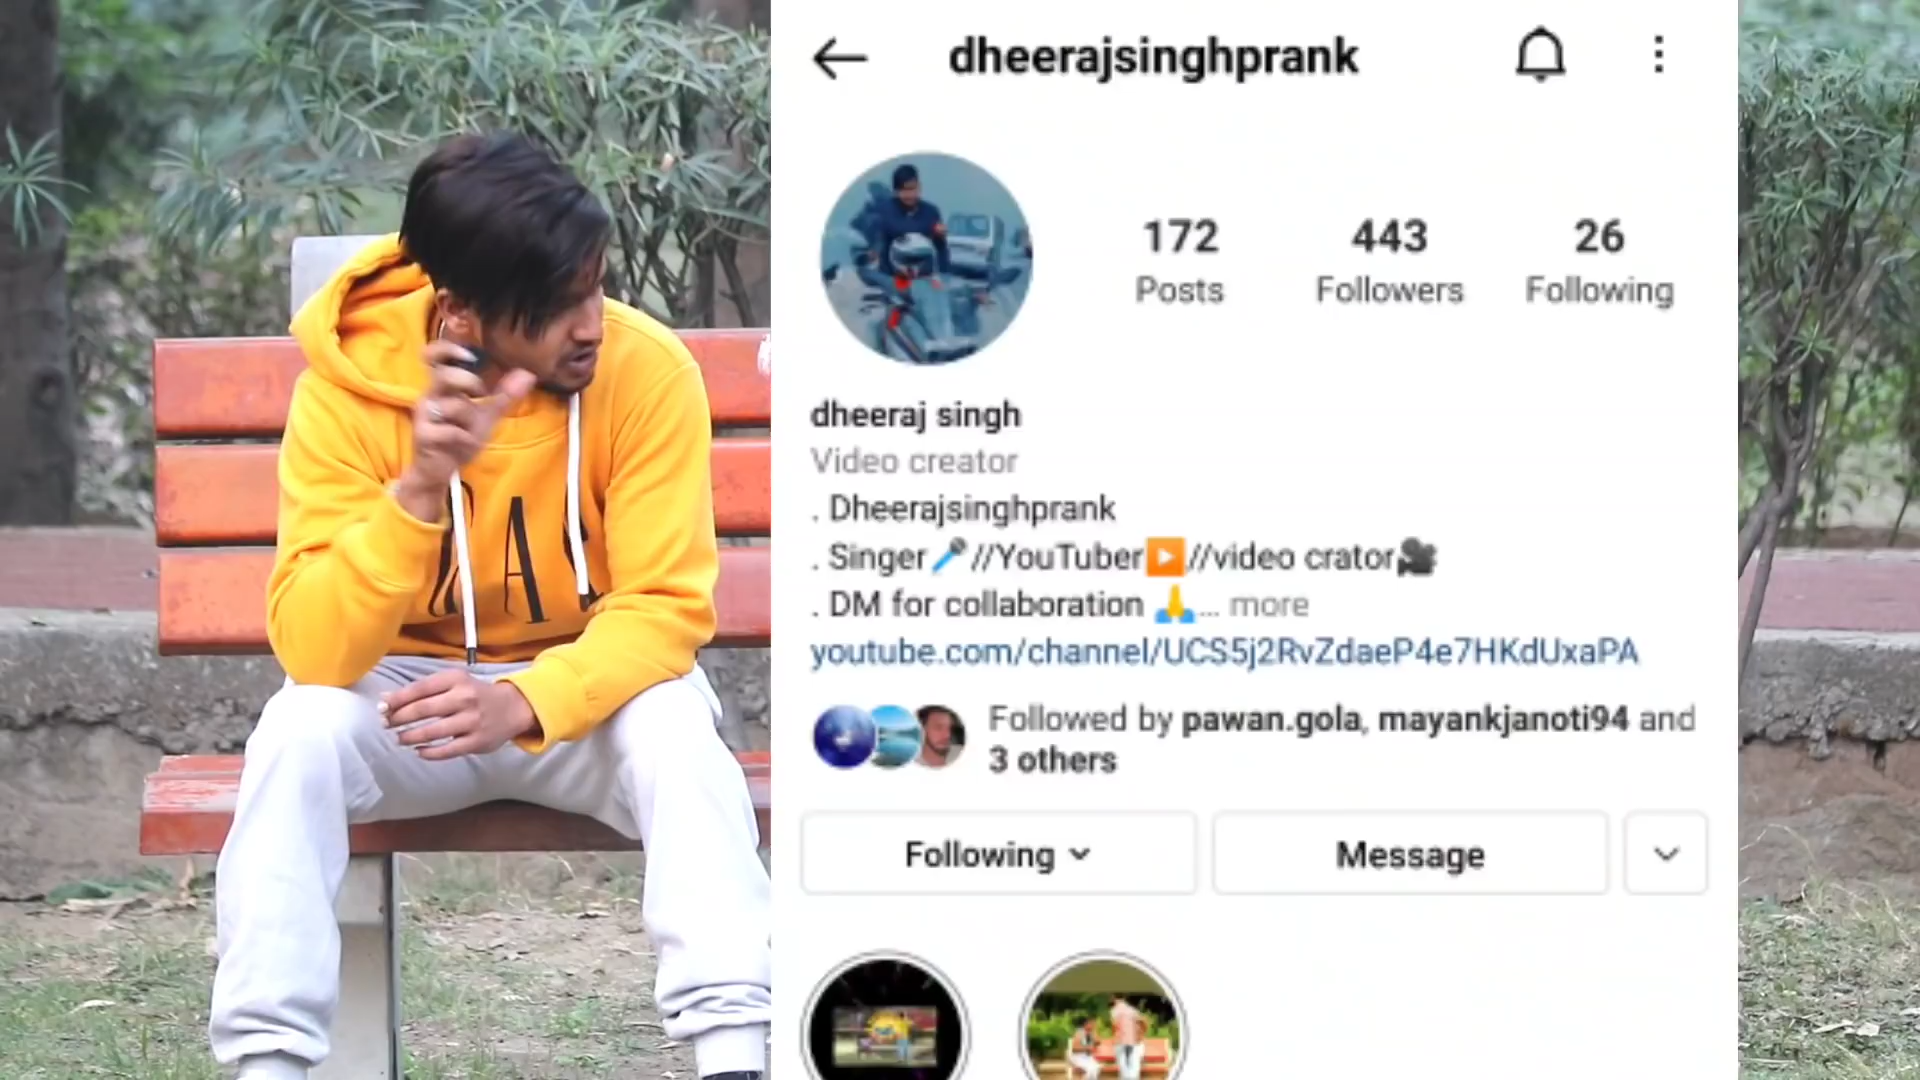 dheerajsinghprank
172
443
26
Posts
Followers
Following
dheeraj singh
Video creator
. Dheerajsinghprank
. Singer🎤//YouTuber▶️//video crator🎥
. DM for collaboration 🙏... more
youtube.com/channel/UCS5j2RvZdaeP4e7HKdUxaPA
Followed by pawan.gola, mayankjanoti94 and
3 others
Following
Message